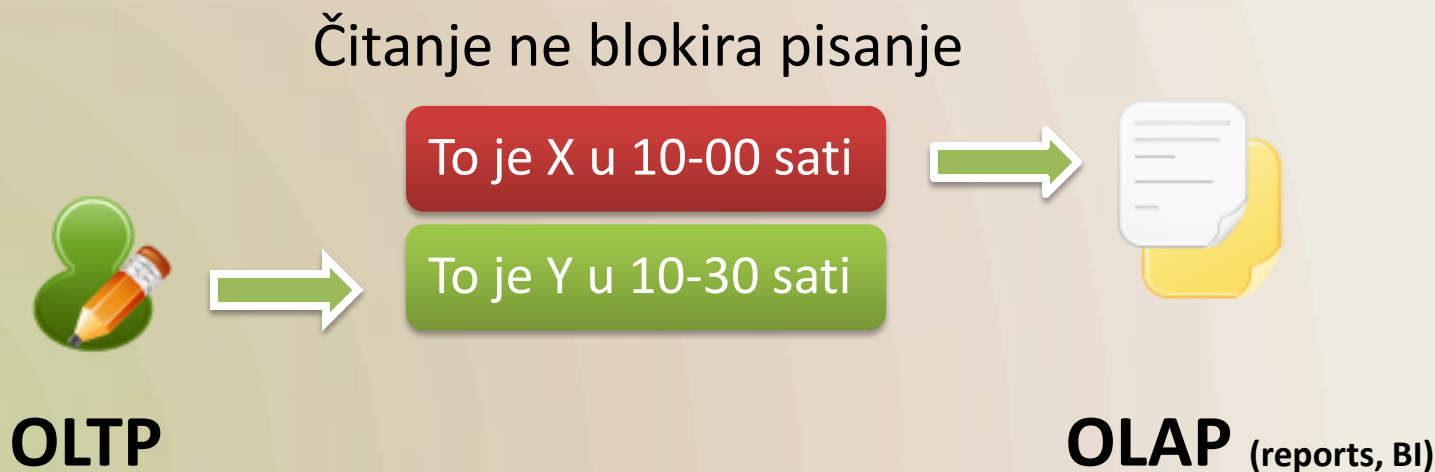 Čitanje ne blokira pisanje
To je X u 10-00 sati
To je Y u 10-30 sati
OLTP
OLAP (reports, BI)